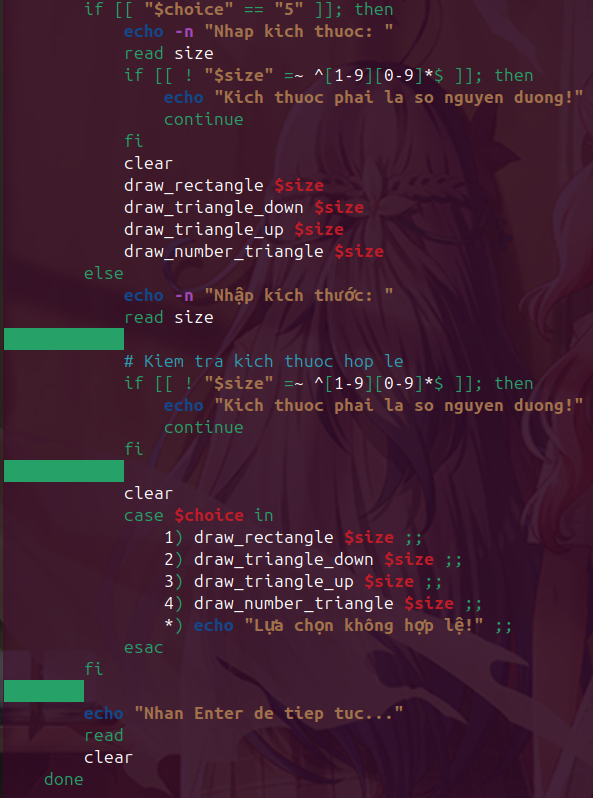 if [[ "$choice" == "5" ]]; then
echo -n "Nhap kich thuoc: "
read size
if [[ ! "$size" =~ ^[1-9][0-9]*$ ]]; then
echo "Kich thuoc phai la so nguyen duong!"
continue
fi
clear
draw_rectangle $size
draw_triangle_down $size
draw_triangle_up $size
draw_number_triangle $size
else
echo -n "Nhập kích thước: "
read size
# Kiem tra kich thuoc hop le
if [[ ! "$size" =~ ^[1-9][0-9]*$ ]]; then
echo "Kich thuoc phai la so nguyen duong!"
continue
fi
clear
case $choice in
1) draw_rectangle $size ;;
2) draw_triangle_down $size ;;
3) draw_triangle_up $size ;;
4) draw_number_triangle $size ;;
*) echo "Lựa chọn không hợp lệ!" ;;
esac
fi
echo "Nhan Enter de tiep tuc..."
read
clear
done